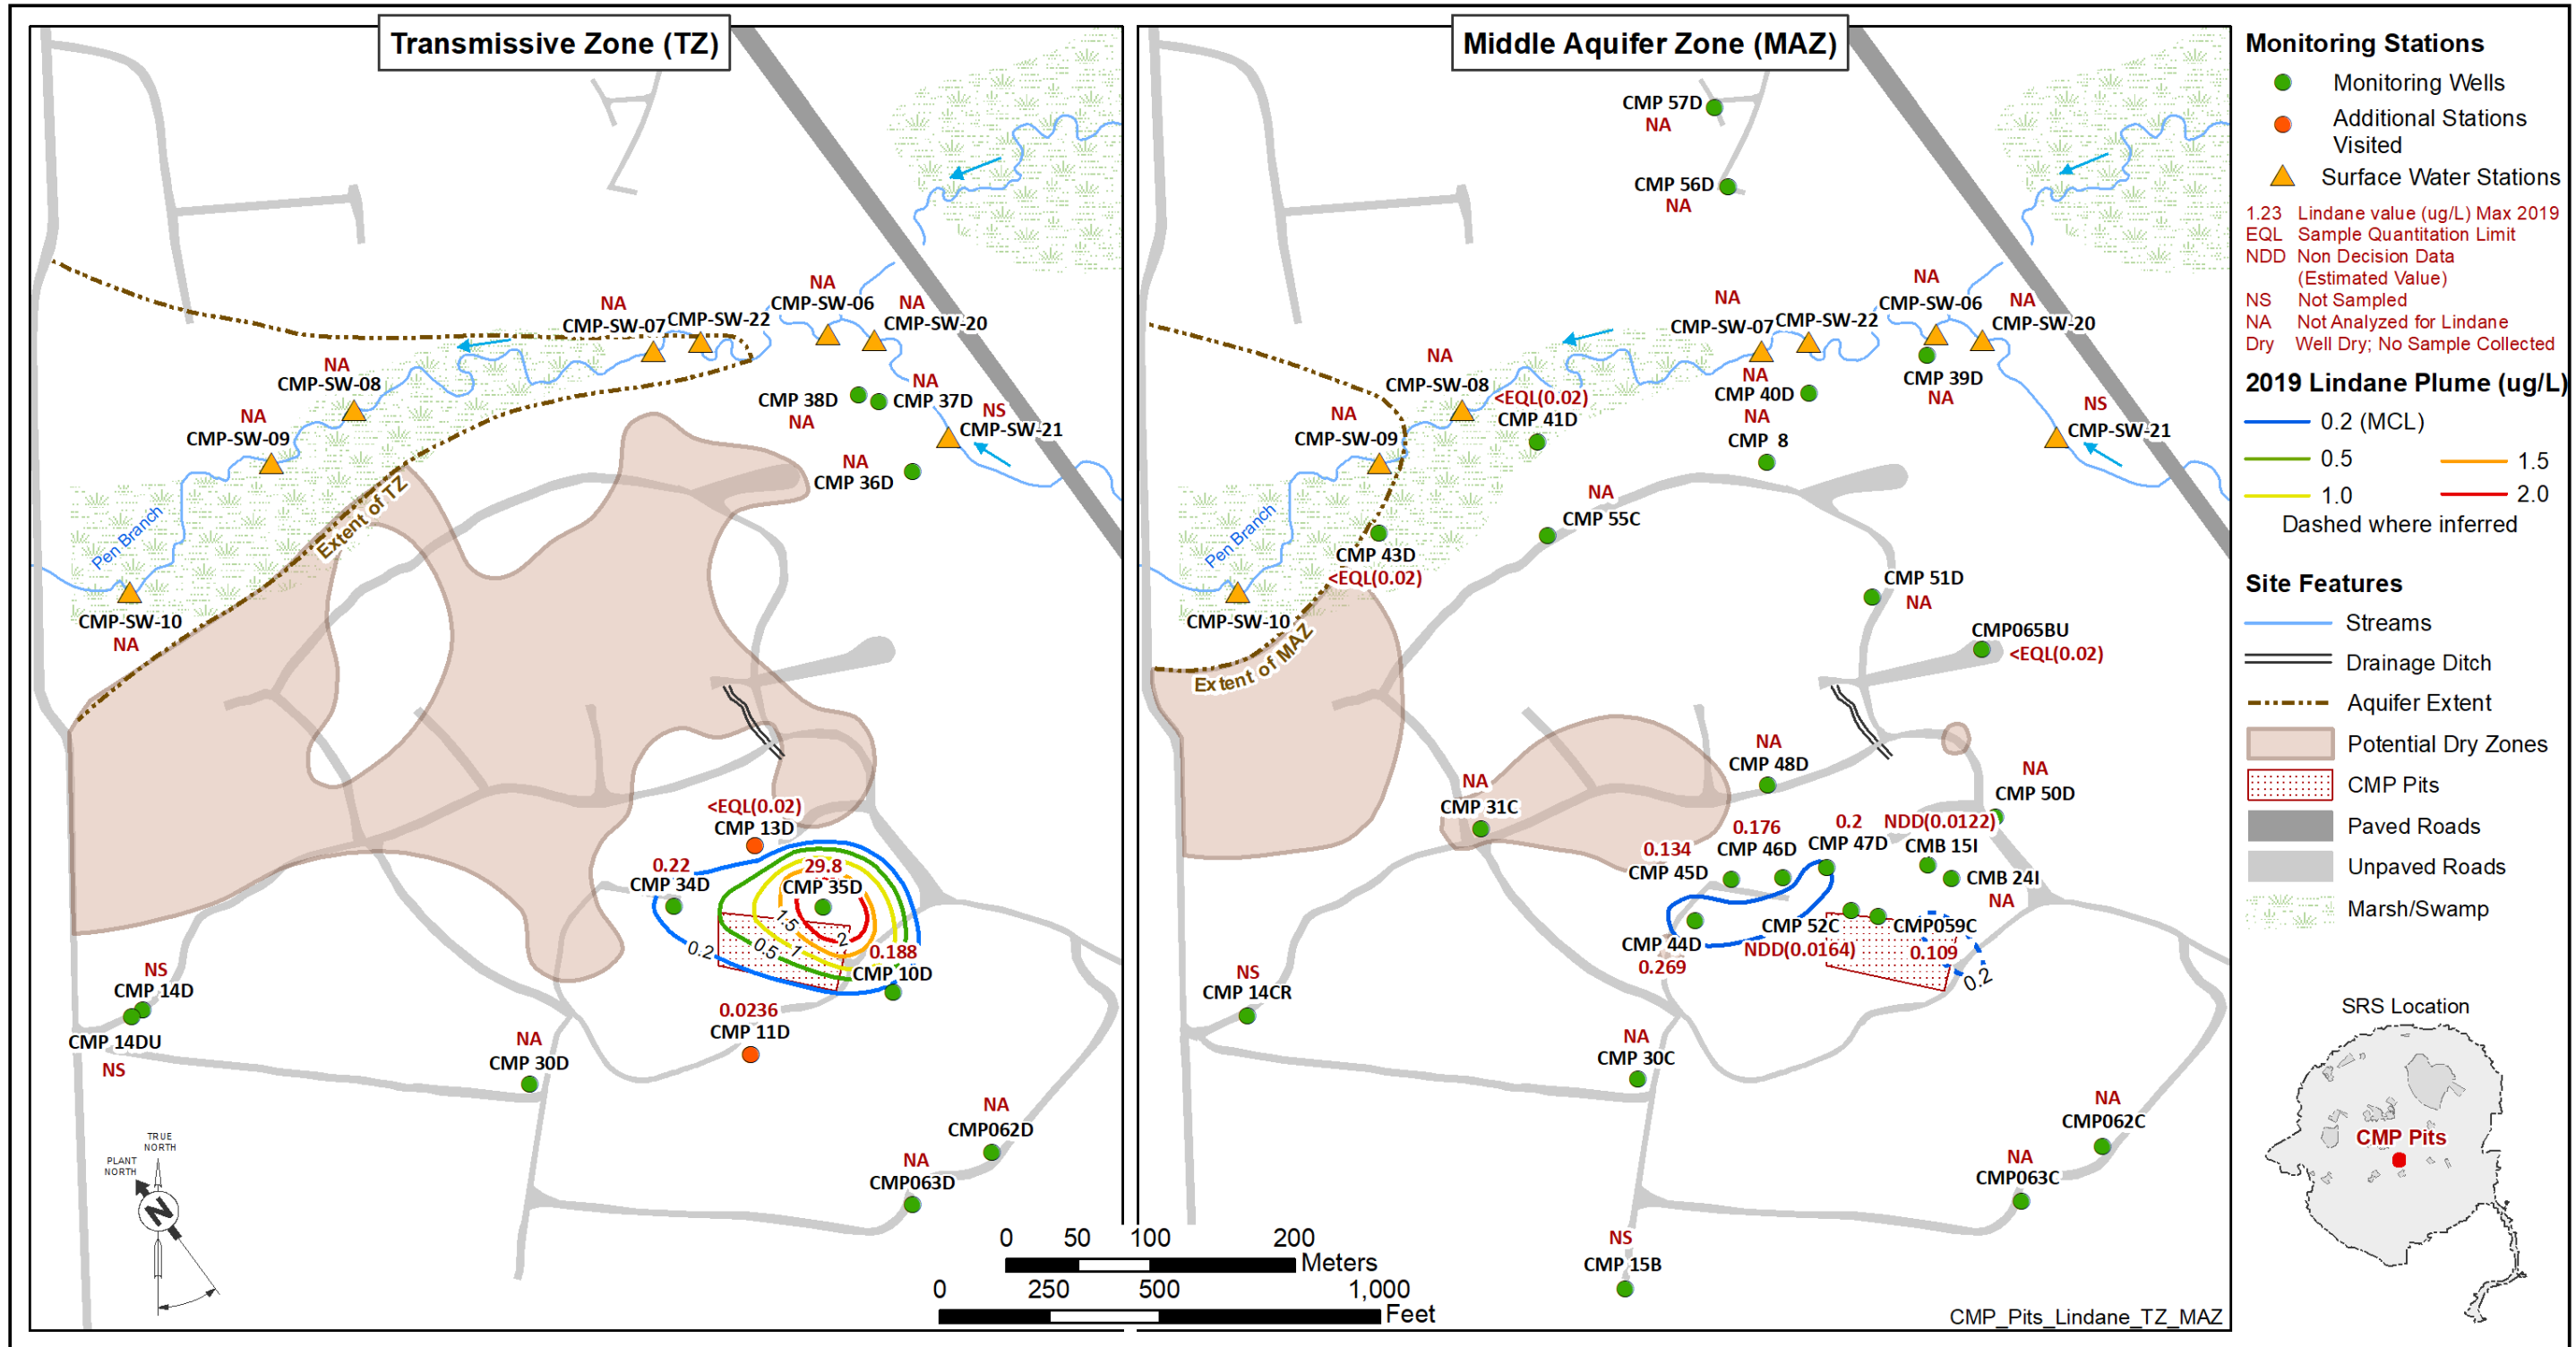 Transmissive Zone (TZ)
NA
CMP-SW-06
NA
CMP-SW-20
NA
CMP-SW-07
CMP-SW-22
NA
CMP-SW-08
NA
CMP-SW-09
CMP 38D
NA
NA
CMP 37D
NS
CMP-SW-21
NA
CMP 36D
Extent of TZ
Pen Branch
CMP-SW-10
NA
<EQL(0.02)
CMP 13D
0.22
CMP 34D
29.8
CMP 35D
0.2
0.5
1
1.5
2
0.188
CMP 10D
0.0236
CMP 11D
NS
CMP 14D
CMP 14DU
NS
NA
CMP 30D
NA
CMP062D
NA
CMP063D
TRUE
NORTH
PLANT
NORTH
N
0 50 100 200
Meters
0 250 500 1,000
Feet
Middle Aquifer Zone (MAZ)
CMP 57D
NA
CMP 56D
NA
NA
CMP-SW-06
NA
CMP-SW-20
NA
CMP-SW-07
CMP-SW-22
NA
CMP-SW-08
NA
CMP-SW-09
<EQL(0.02)
CMP 41D
NA
CMP 40D
NA
CMP 8
CMP 39D
NA
NS
CMP-SW-21
NA
CMP 55C
CMP 43D
<EQL(0.02)
Pen Branch
CMP-SW-10
Extent of MAZ
CMP 51D
NA
CMP065BU
<EQL(0.02)
NA
CMP 48D
NA
CMP 31C
NA
CMP 50D
0.134
CMP 45D
0.176
CMP 46D
0.2
CMP 47D
NDD(0.0122)
CMB 15I
CMB 24I
NA
CMP 44D
0.269
CMP 52C
NDD(0.0164)
CMP059C
0.109
0.2
NS
CMP 14CR
NA
CMP 30C
NA
CMP062C
NA
CMP063C
NS
CMP 15B
CMP_Pits_Lindane_TZ_MAZ
Monitoring Stations
Monitoring Wells
Additional Stations
Visited
Surface Water Stations
1.23 Lindane value (ug/L) Max 2019
EQL Sample Quantitation Limit
NDD Non Decision Data
(Estimated Value)
NS Not Sampled
NA Not Analyzed for Lindane
Dry Well Dry; No Sample Collected
2019 Lindane Plume (ug/L)
0.2 (MCL)
0.5 1.5
1.0 2.0
Dashed where inferred
Site Features
Streams
Drainage Ditch
Aquifer Extent
Potential Dry Zones
CMP Pits
Paved Roads
Unpaved Roads
Marsh/Swamp
SRS Location
CMP Pits